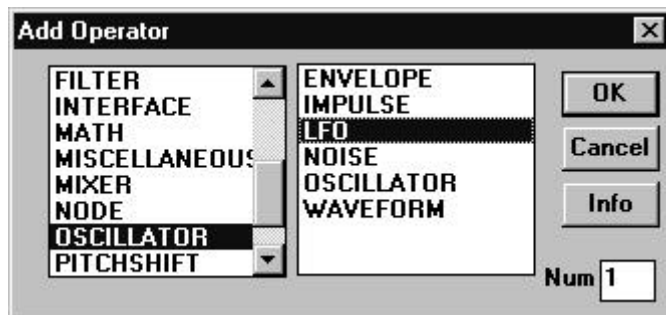 Add Operator
FILTER
INTERFACE
MATH
MISCELLANEOUS
MIXER
NODE
OSCILLATOR
PITCHSHIFT
ENVELOPE
IMPULSE
LFO
NOISE
OSCILLATOR
WAVEFORM
OK
Cancel
Info
Num 1